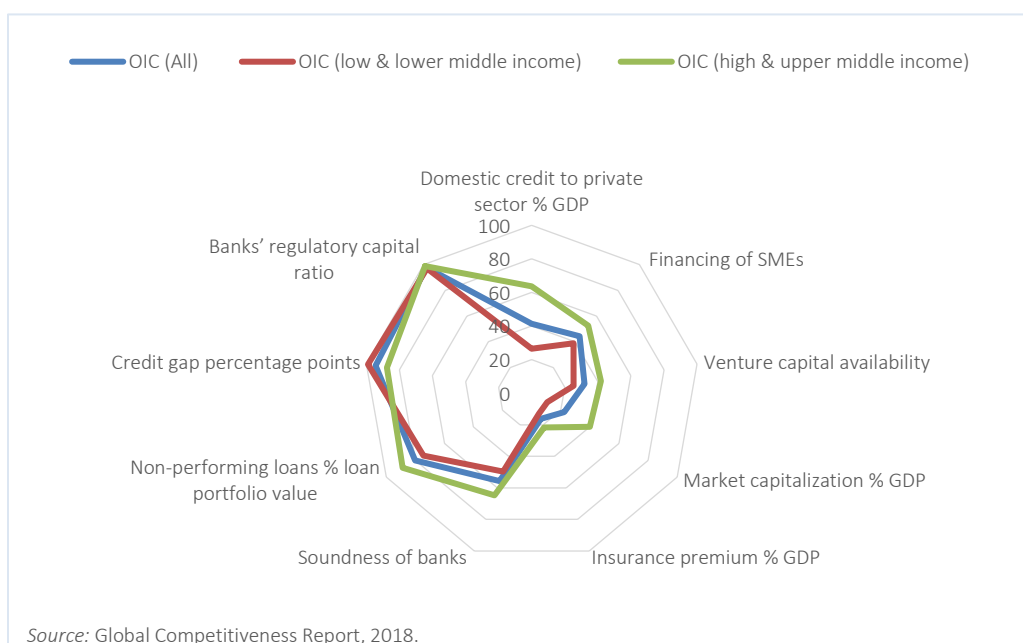 OIC (All)
OIC (low & lower middle income)
OIC (high & upper middle income)
Domestic credit to private
sector % GDP
100
80
60
40
20
0
Financing of SMEs
Venture capital availability
Market capitalization % GDP
Insurance premium % GDP
Soundness of banks
Non-performing loans % loan
portfolio value
Credit gap percentage points
Banks’ regulatory capital
ratio
Source: Global Competitiveness Report, 2018.